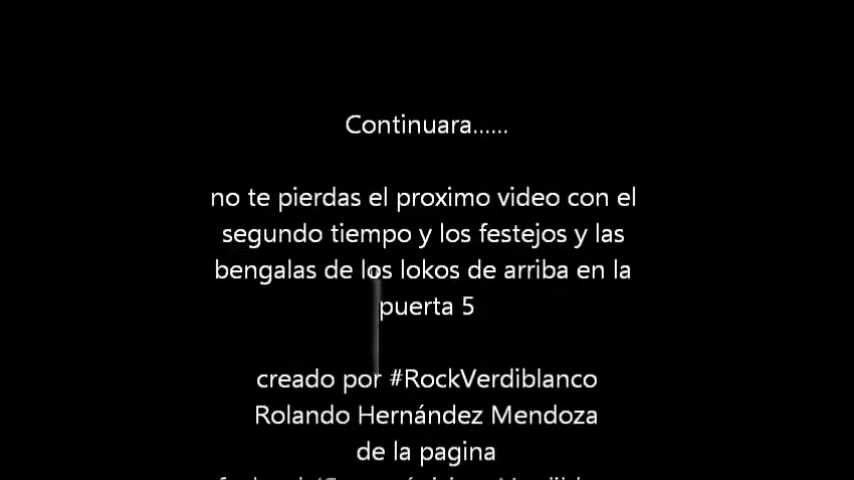 Continuara......
no te pierdas el proximo video con el
segundo tiempo y los festejos y las
bengalas de los lokos de arriba en la
puerta 5
creado por #RockVerdiblanco
Rolando Hernández Mendoza
de la pagina